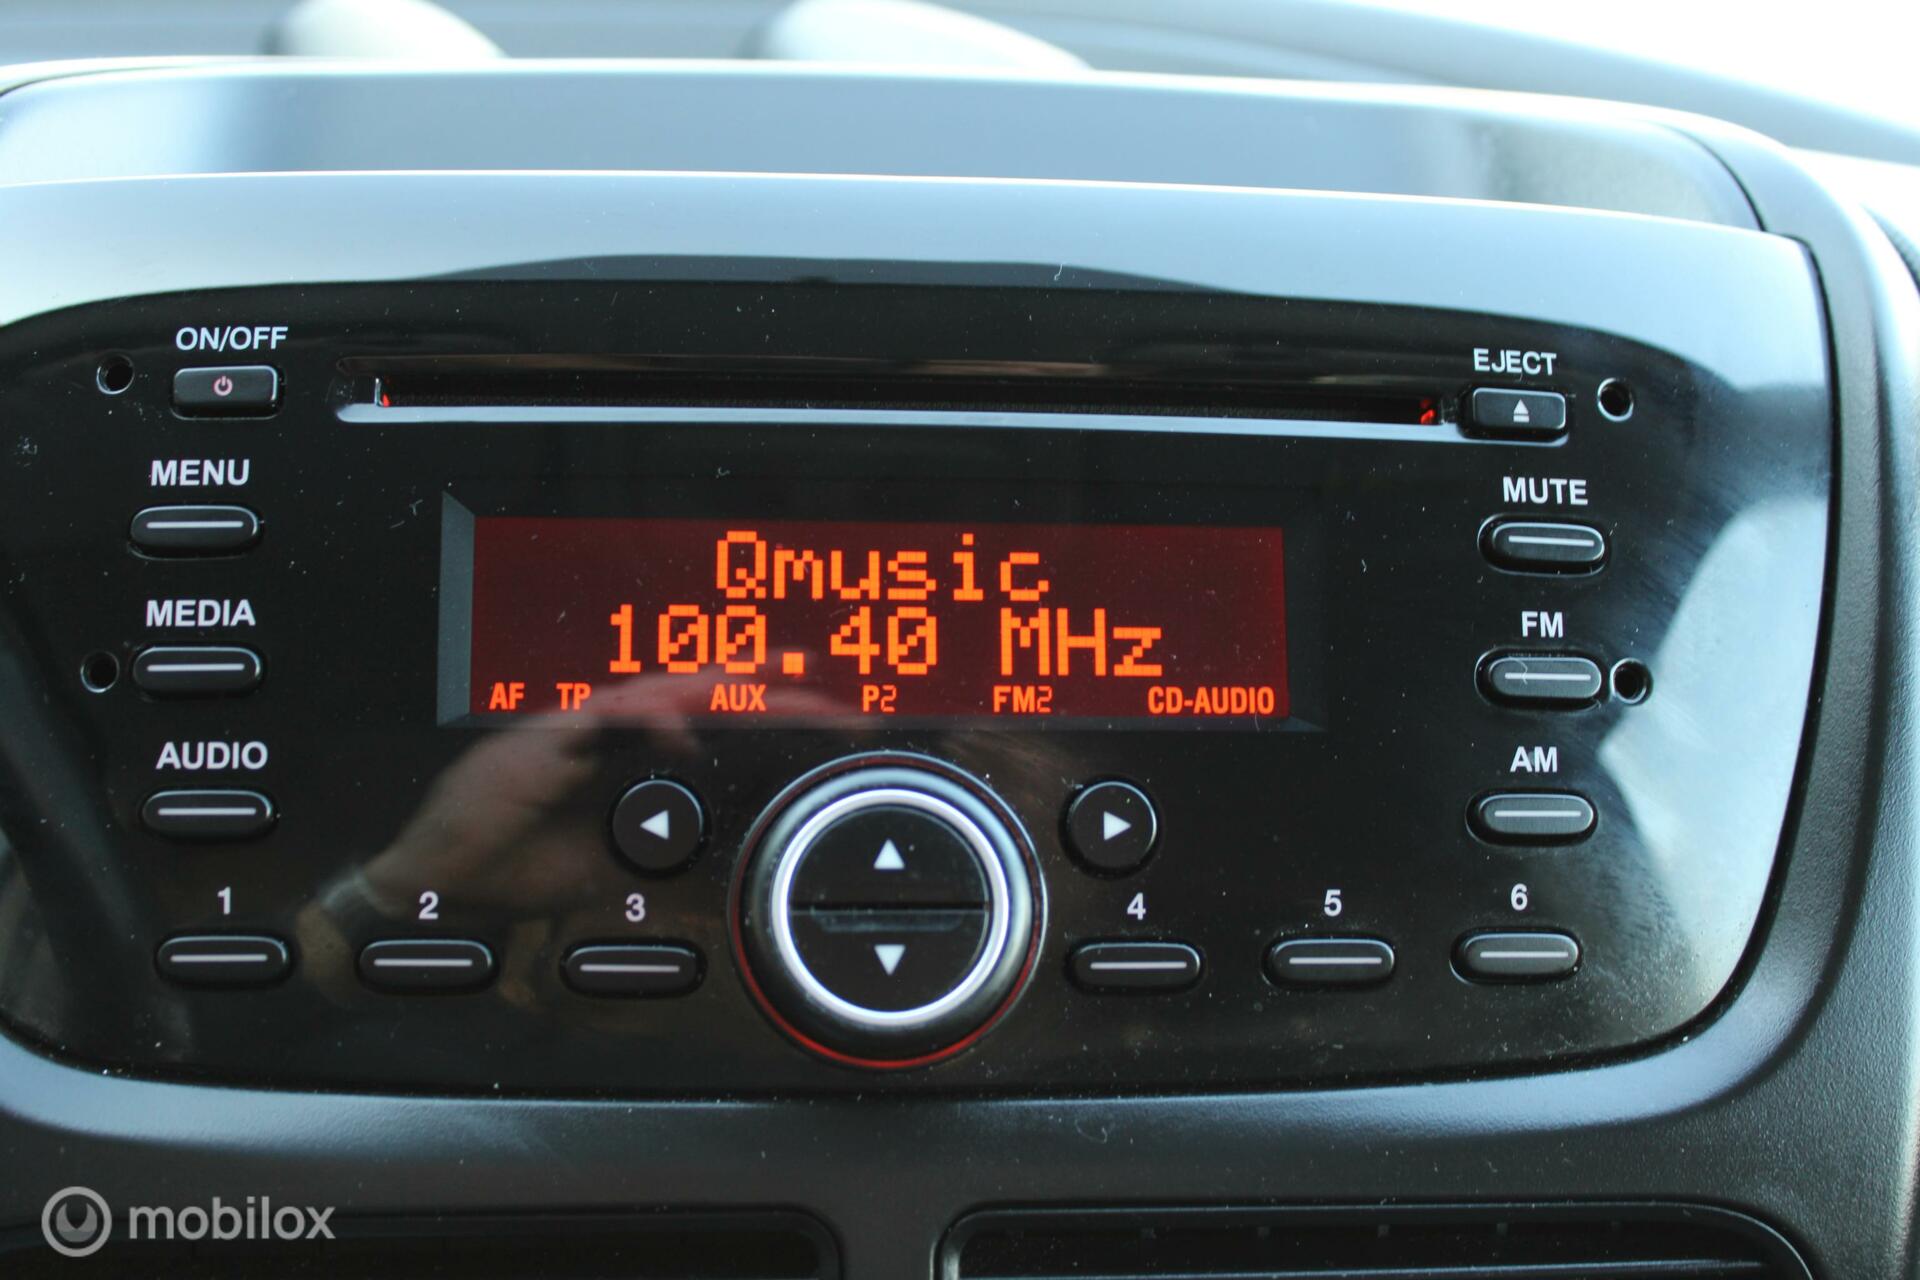 ON/OFF
EJECT
MENU
MUTE
Qmusic
100.40 MHz
AF TP AUX P2 FM2 CD-AUDIO
MEDIA
FM
AUDIO
AM
1 2 3 4 5 6
mobilox